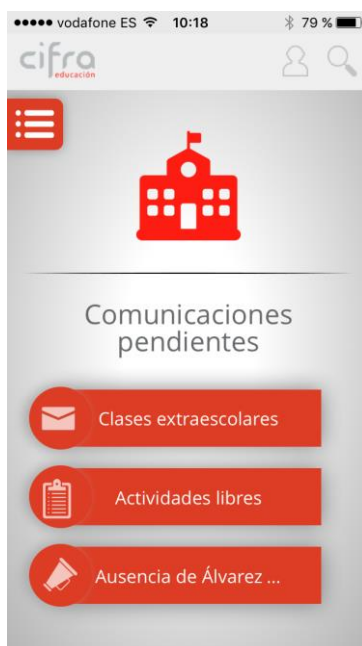 vodafone ES 10:18 79 %
cifra
educación
Comunicaciones
pendientes
Clases extraescolares
Actividades libres
Ausencia de Álvarez ...